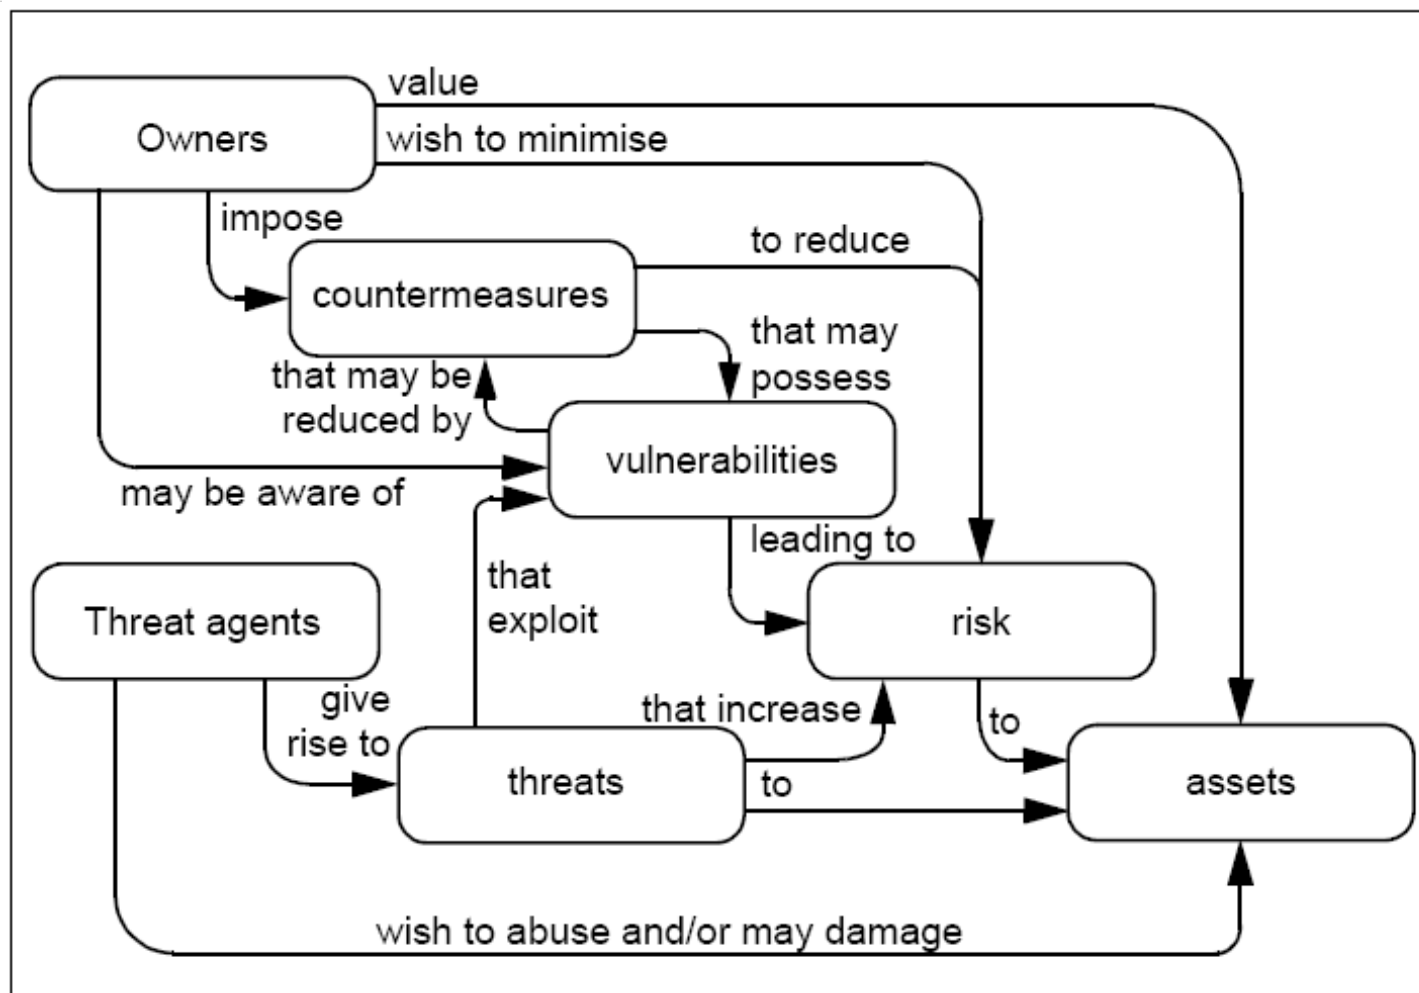 value
Owners
wish to minimise
impose
to reduce
countermeasures
that may
possess
that may be
reduced by
vulnerabilities
may be aware of
leading to
that
exploit
Threat agents
risk
give
rise to
that increase
to
threats
to
assets
wish to abuse and/or may damage